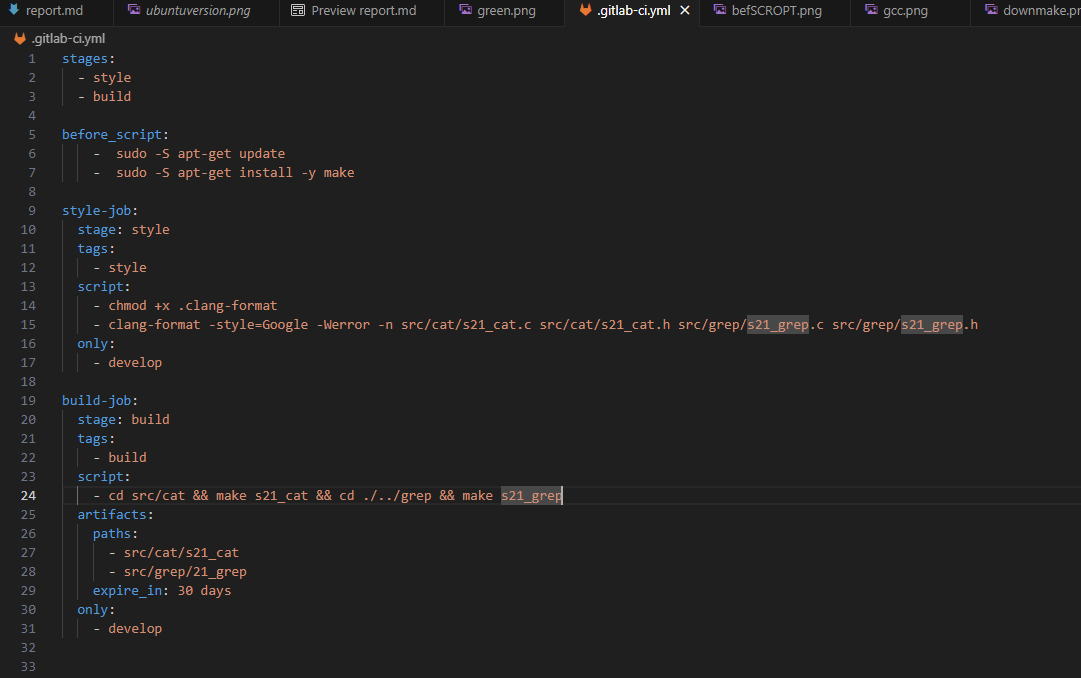 report.md ubuntuversion.png Preview report.md green.png .gitlab-ci.yml befSCROPT.png gcc.png downmake.pr
.gitlab-ci.yml
1 stages:
2 - style
3 - build
4
5 before_script:
6 - sudo -S apt-get update
7 - sudo -S apt-get install -y make
8
9 style-job:
10 stage: style
11 tags:
12 - style
13 script:
14 - chmod +x .clang-format
15 - clang-format -style=Google -Werror -n src/cat/s21_cat.c src/cat/s21_cat.h src/grep/s21_grep.c src/grep/s21_grep.h
16 only:
17 - develop
18
19 build-job:
20 stage: build
21 tags:
22 - build
23 script:
24 - cd src/cat && make s21_cat && cd ./../grep && make s21_grep
25 artifacts:
26 paths:
27 - src/cat/s21_cat
28 - src/grep/21_grep
29 expire_in: 30 days
30 only:
31 - develop
32
33